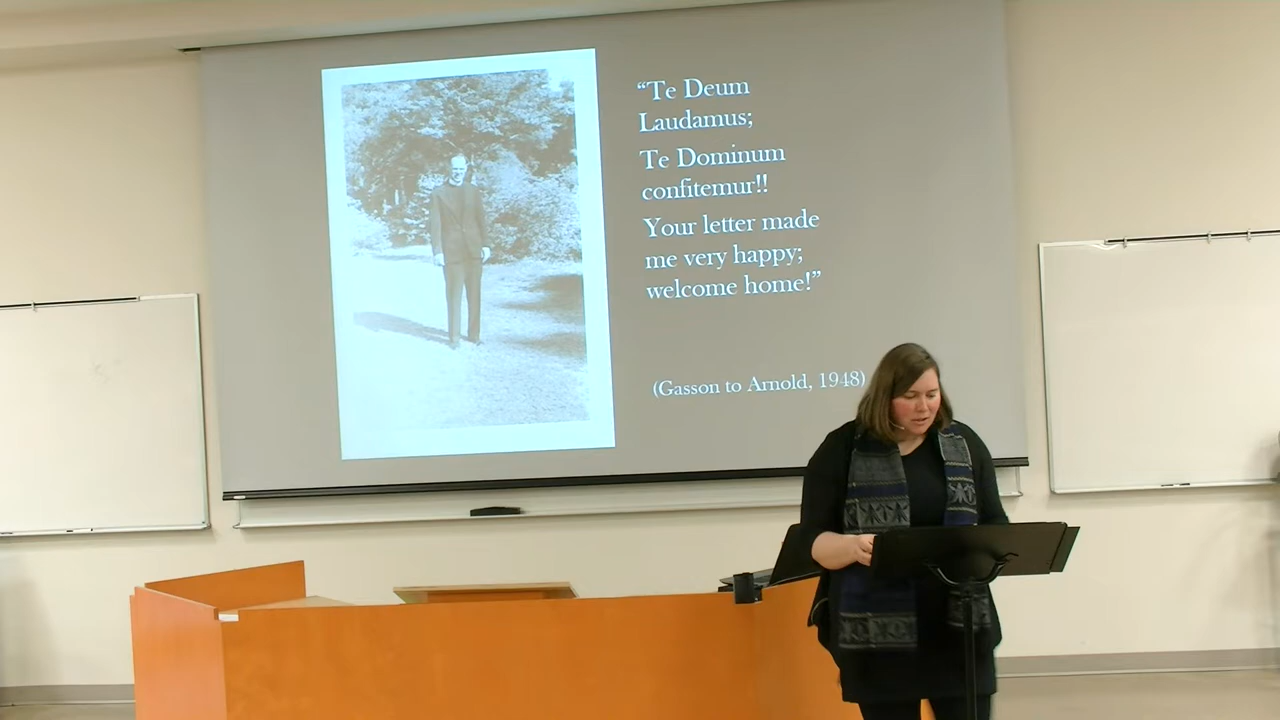 “Te Deum
Laudamus;
Te Dominum
confitemur!!
Your letter made
me very happy;
welcome home!”
(Gasson to Arnold, 1948)